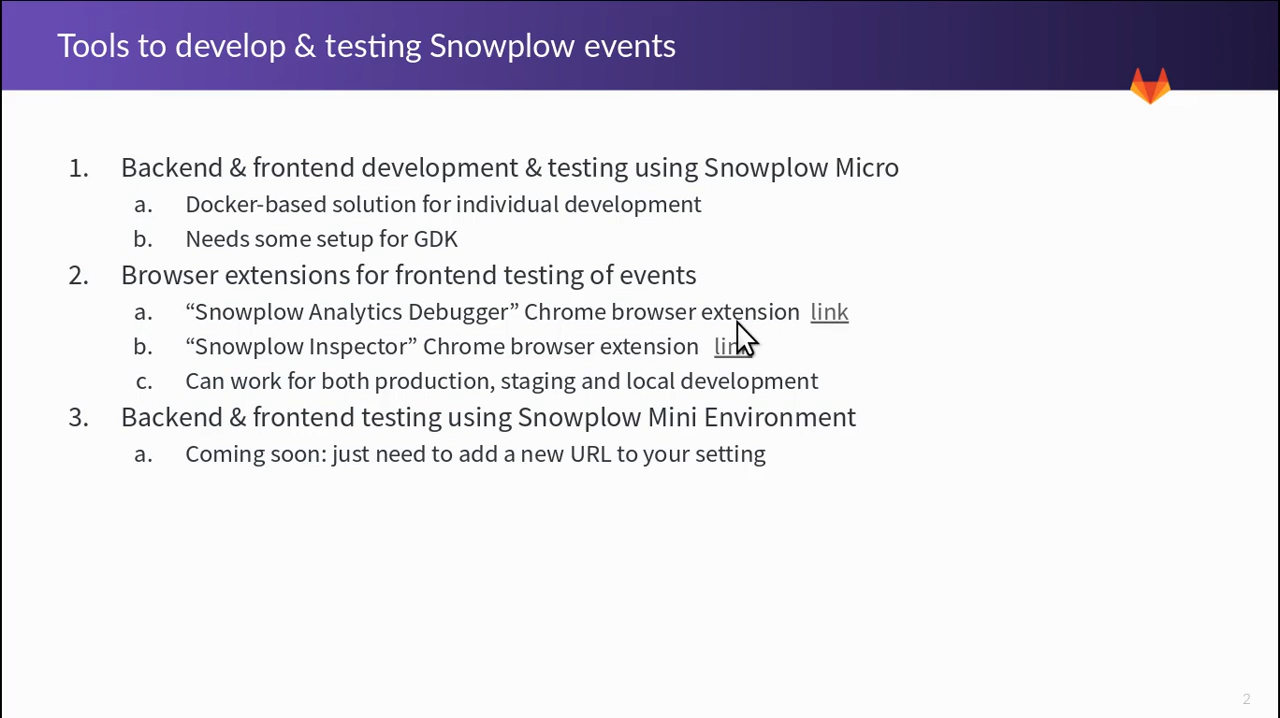 Tools to develop & testing Snowplow events
1. Backend & frontend development & testing using Snowplow Micro
a. Docker-based solution for individual development
b. Needs some setup for GDK
2. Browser extensions for frontend testing of events
a. “Snowplow Analytics Debugger” Chrome browser extension link
b. “Snowplow Inspector” Chrome browser extension link
c. Can work for both production, staging and local development
3. Backend & frontend testing using Snowplow Mini Environment
a. Coming soon: just need to add a new URL to your setting
2